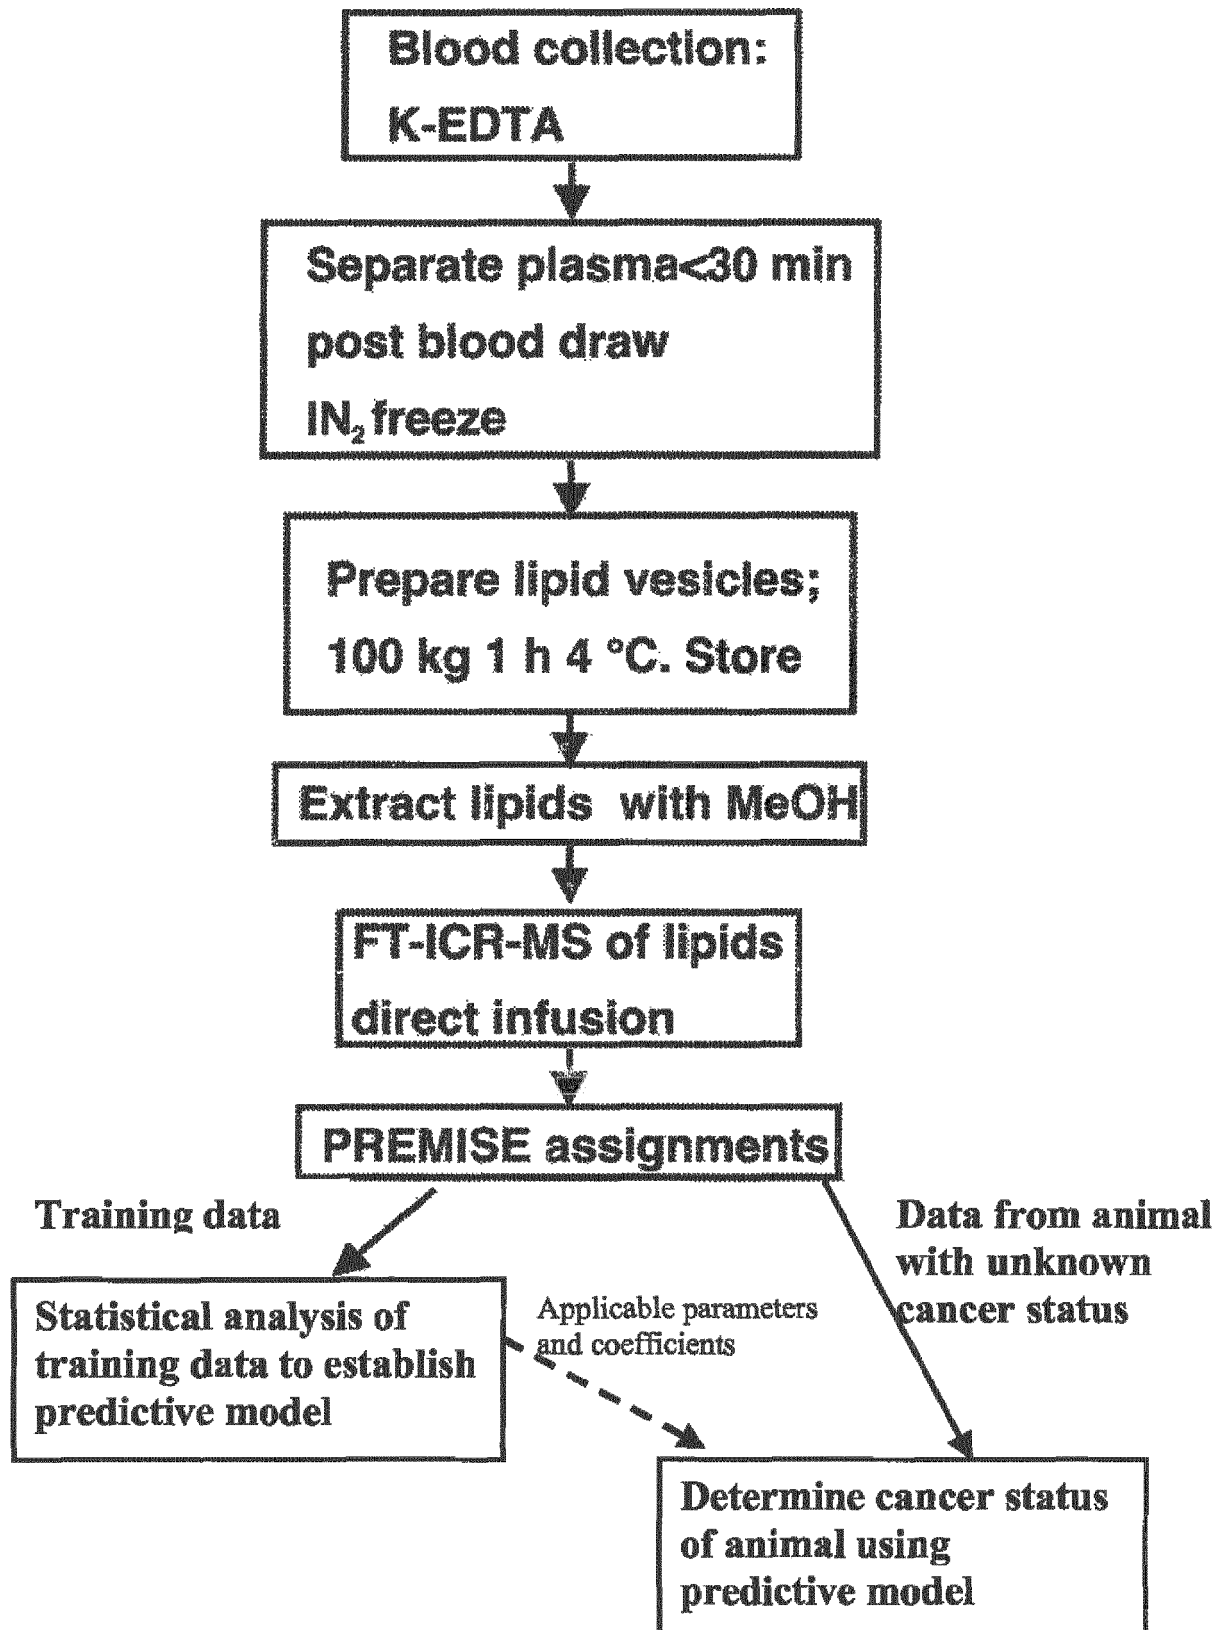 Blood collection:
K-EDTA
Separate plasma<30 min
post blood draw
lN₂ freeze
Prepare lipid vesicles;
100 kg 1 h 4 °C. Store
Extract lipids with MeOH
FT-ICR-MS of lipids
direct infusion
PREMISE assignments
Training data
Data from animal
with unknown
cancer status
Statistical analysis of
training data to establish
predictive model
Applicable parameters
and coefficients
Determine cancer status
of animal using
predictive model